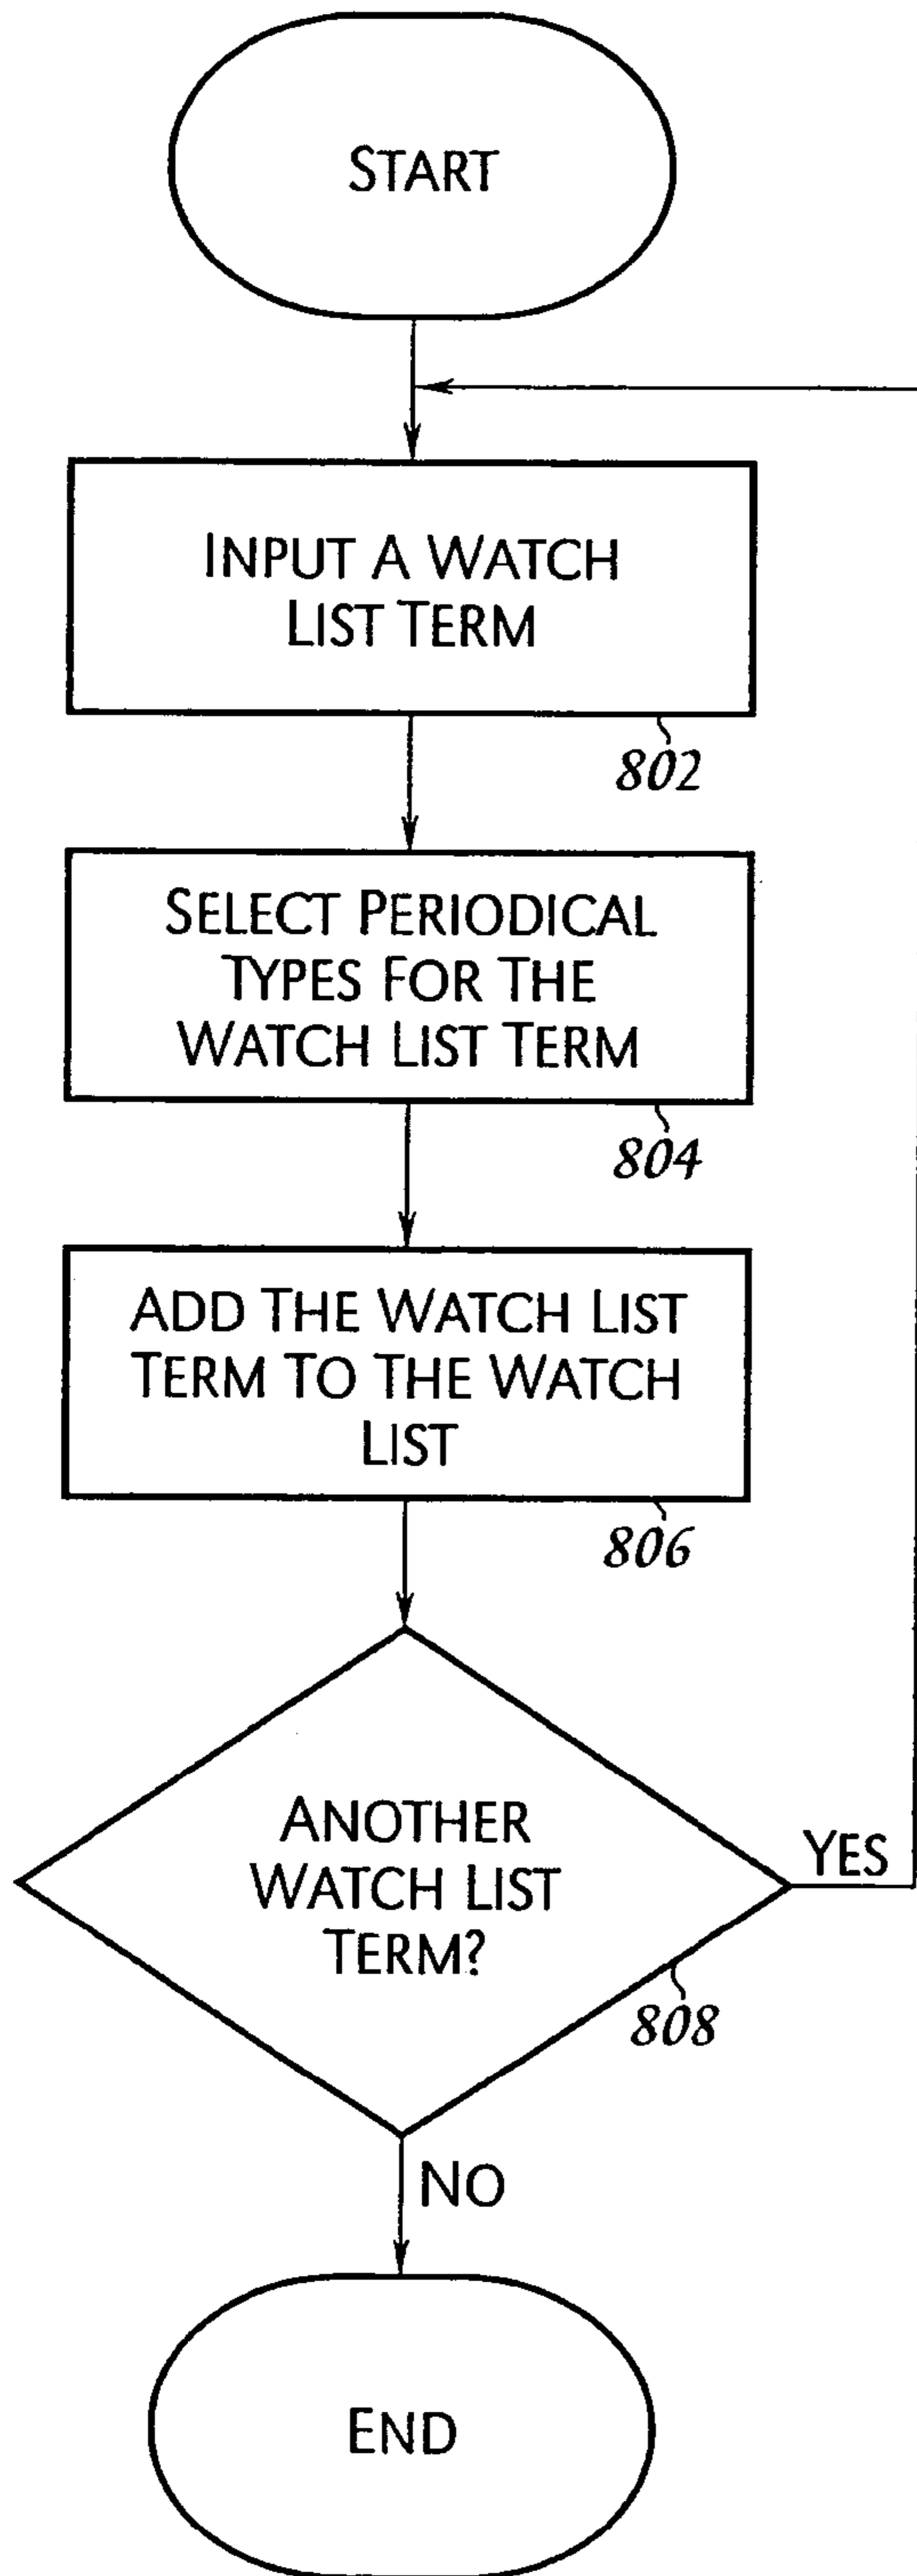 START
INPUT A WATCH
LIST TERM
802
SELECT PERIODICAL
TYPES FOR THE
WATCH LIST TERM
804
ADD THE WATCH LIST
TERM TO THE WATCH
LIST
806
ANOTHER
WATCH LIST
TERM?
YES
808
NO
END